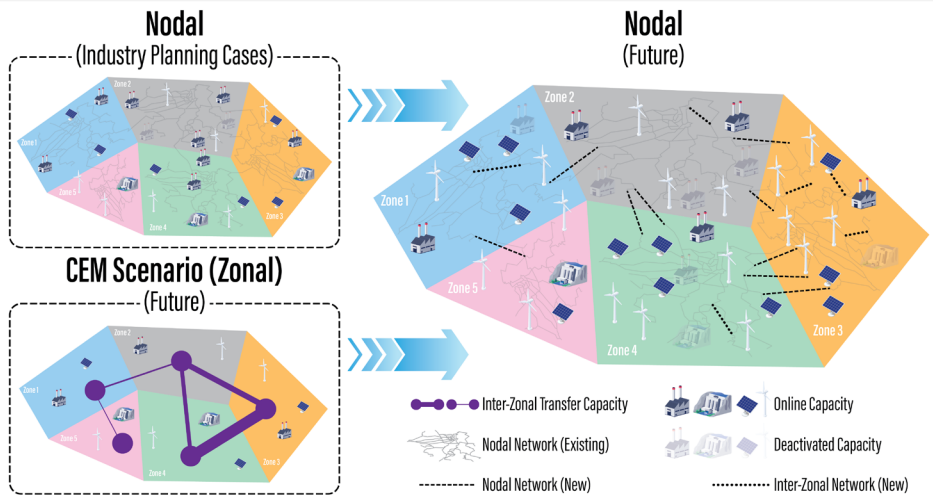 Nodal
(Industry Planning Cases)
Zone 2
Zone 1
Zone 5
Zone 4
Zone 3
CEM Scenario (Zonal)
(Future)
Zone 2
Zone 1
Zone 5
Zone 4
Zone 3
Nodal
(Future)
Zone 2
Zone 1
Zone 5
Zone 4
Zone 3
Inter-Zonal Transfer Capacity
Online Capacity
Nodal Network (Existing)
Deactivated Capacity
Nodal Network (New)
Inter-Zonal Network (New)